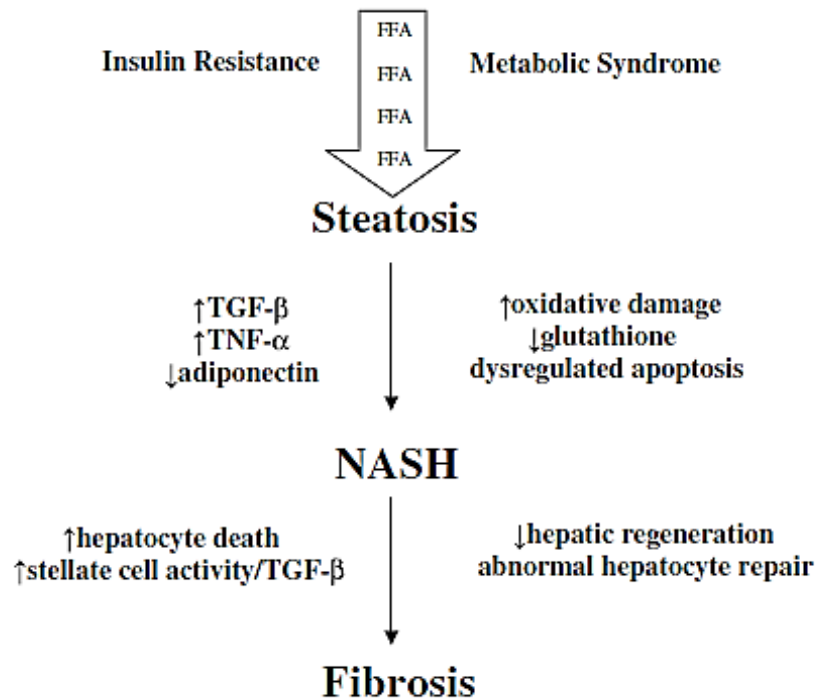 FFA
Insulin Resistance
FFA
Metabolic Syndrome
FFA
FFA
Steatosis
↑TGF-β
↑TNF-α
↓adiponectin
↑oxidative damage
↓glutathione
dysregulated apoptosis
NASH
↑hepatocyte death
↑stellate cell activity/TGF-β
↓hepatic regeneration
abnormal hepatocyte repair
Fibrosis